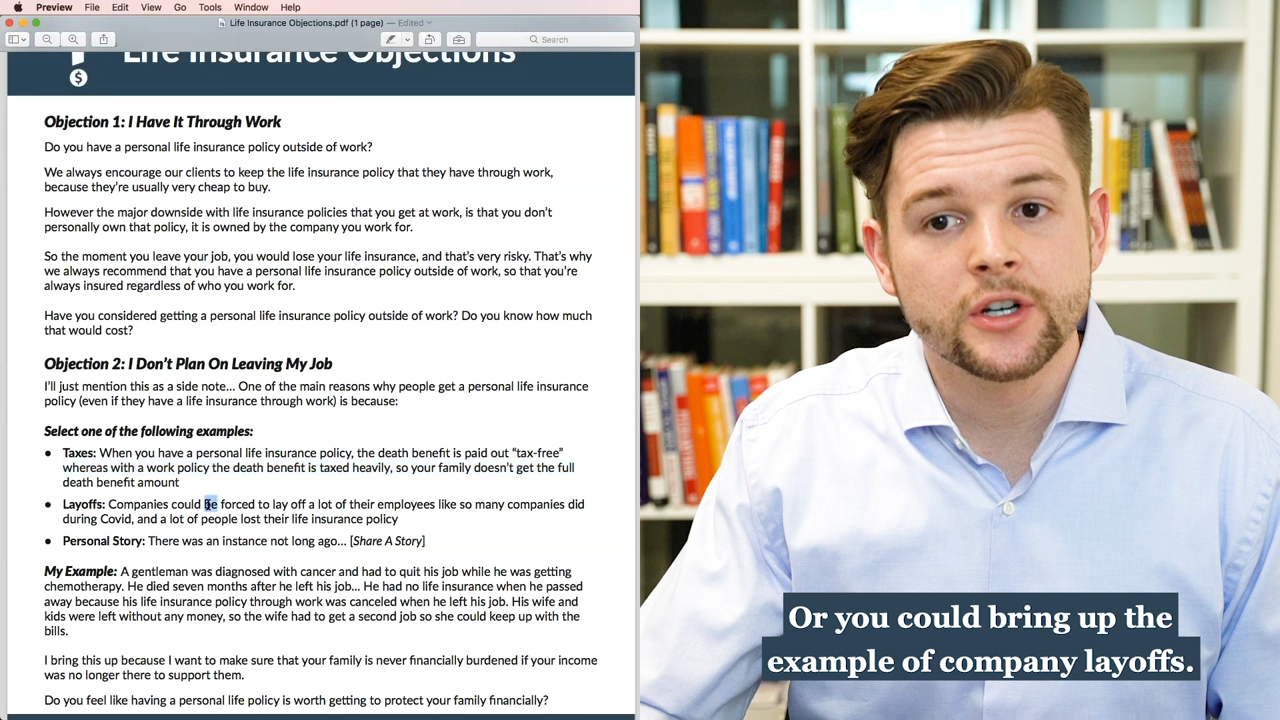 Preview File Edit View Go Tools Window Help
Life Insurance Objections.pdf (1 page) — Edited
Search
$
Life Insurance Objections
Objection 1: I Have It Through Work
Do you have a personal life insurance policy outside of work?
We always encourage our clients to keep the life insurance policy that they have through work,
because they're usually very cheap to buy.
However the major downside with life insurance policies that you get at work, is that you don't
personally own that policy, it is owned by the company you work for.
So the moment you leave your job, you would lose your life insurance, and that's very risky. That's why
we always recommend that you have a personal life insurance policy outside of work, so that you're
always insured regardless of who you work for.
Have you considered getting a personal life insurance policy outside of work? Do you know how much
that would cost?
Objection 2: I Don't Plan On Leaving My Job
I'll just mention this as a side note... One of the main reasons why people get a personal life insurance
policy (even if they have a life insurance through work) is because:
Select one of the following examples:
● Taxes: When you have a personal life insurance policy, the death benefit is paid out “tax-free”
whereas with a work policy the death benefit is taxed heavily, so your family doesn't get the full
death benefit amount
● Layoffs: Companies could be forced to lay off a lot of their employees like so many companies did
during Covid, and a lot of people lost their life insurance policy
● Personal Story: There was an instance not long ago... [Share A Story]
My Example: A gentleman was diagnosed with cancer and had to quit his job while he was getting
chemotherapy. He died seven months after he left his job... He had no life insurance when he passed
away because his life insurance policy through work was canceled when he left his job. His wife and
kids were left without any money, so the wife had to get a second job so she could keep up with the
bills.
I bring this up because I want to make sure that your family is never financially burdened if your income
was no longer there to support them.
Do you feel like having a personal life policy is worth getting to protect your family financially?
Or you could bring up the
example of company layoffs.